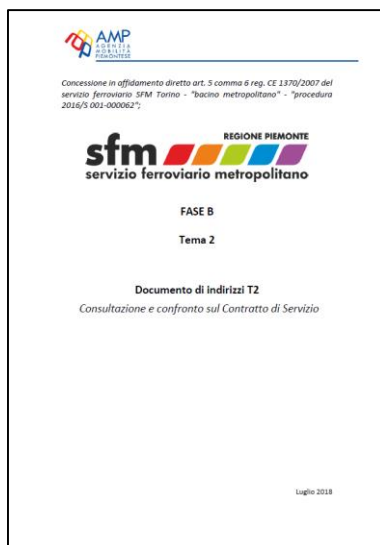 AMP
AGENZIA
MOBILITÀ
PIEMONTESE
Concessione in affidamento diretto art. 5 comma 6 reg. CE 1370/2007 del
servizio ferroviario SFM Torino - "bacino metropolitano" - "procedura
2016/S 001-000062";
REGIONE PIEMONTE
sfm
servizio ferroviario metropolitano
FASE B
Tema 2
Documento di indirizzi T2
Consultazione e confronto sul Contratto di Servizio
Luglio 2018